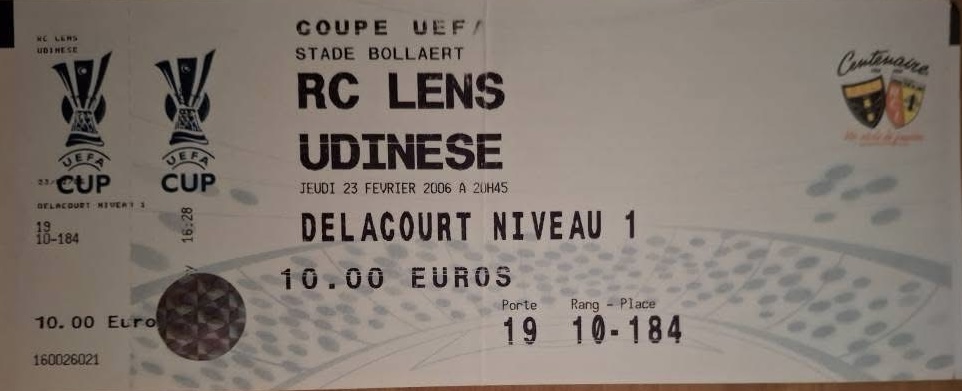 RC LENS
UDINESE
UEFA
CUP
DELACOURT NIVEAU 1
19
10-184
10.00 Euro
160026021
UEFA
CUP
16:28
COUPE UEFA
STADE BOLLAERT
RC LENS
UDINESE
JEUDI 23 FEVRIER 2006 A 20H45
DELACOURT NIVEAU 1
10.00 EUROS
Porte Rang - Place
19 10-184
Centenaire